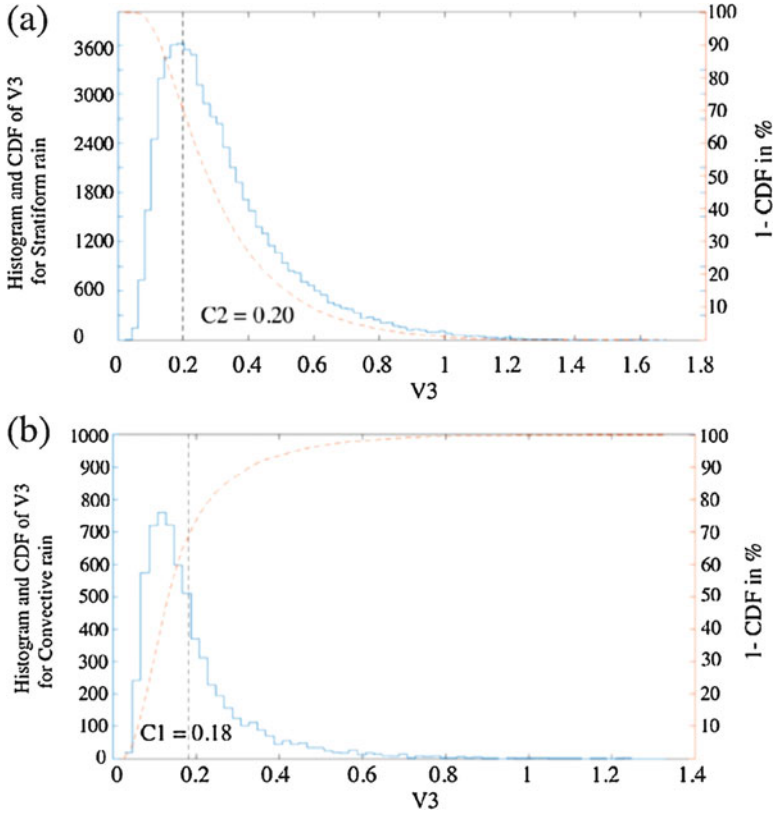 (a)
Histogram and CDF of V3
for Stratiform rain
3600
3000
2400
1800
1200
600
0
100
90
80
70
60
50
40
30
20
10
1- CDF in %
C2 = 0.20
0 0.2 0.4 0.6 0.8 1 1.2 1.4 1.6 1.8
V3
(b)
Histogram and CDF of V3
for Convective rain
1000
900
800
700
600
500
400
300
200
100
0
100
90
80
70
60
50
40
30
20
10
1- CDF in %
C1 = 0.18
0 0.2 0.4 0.6 0.8 1 1.2 1.4
V3